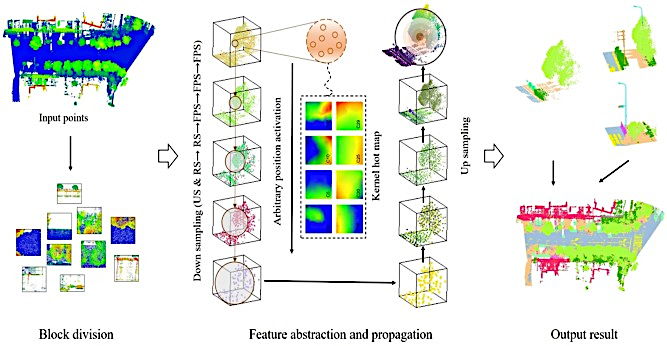 Input points
Block division
Down sampling (US & RS→ RS→FPS→FPS→FPS)
Arbitrary position activation
Kernel hot map
Up sampling
Feature abstraction and propagation
Output result